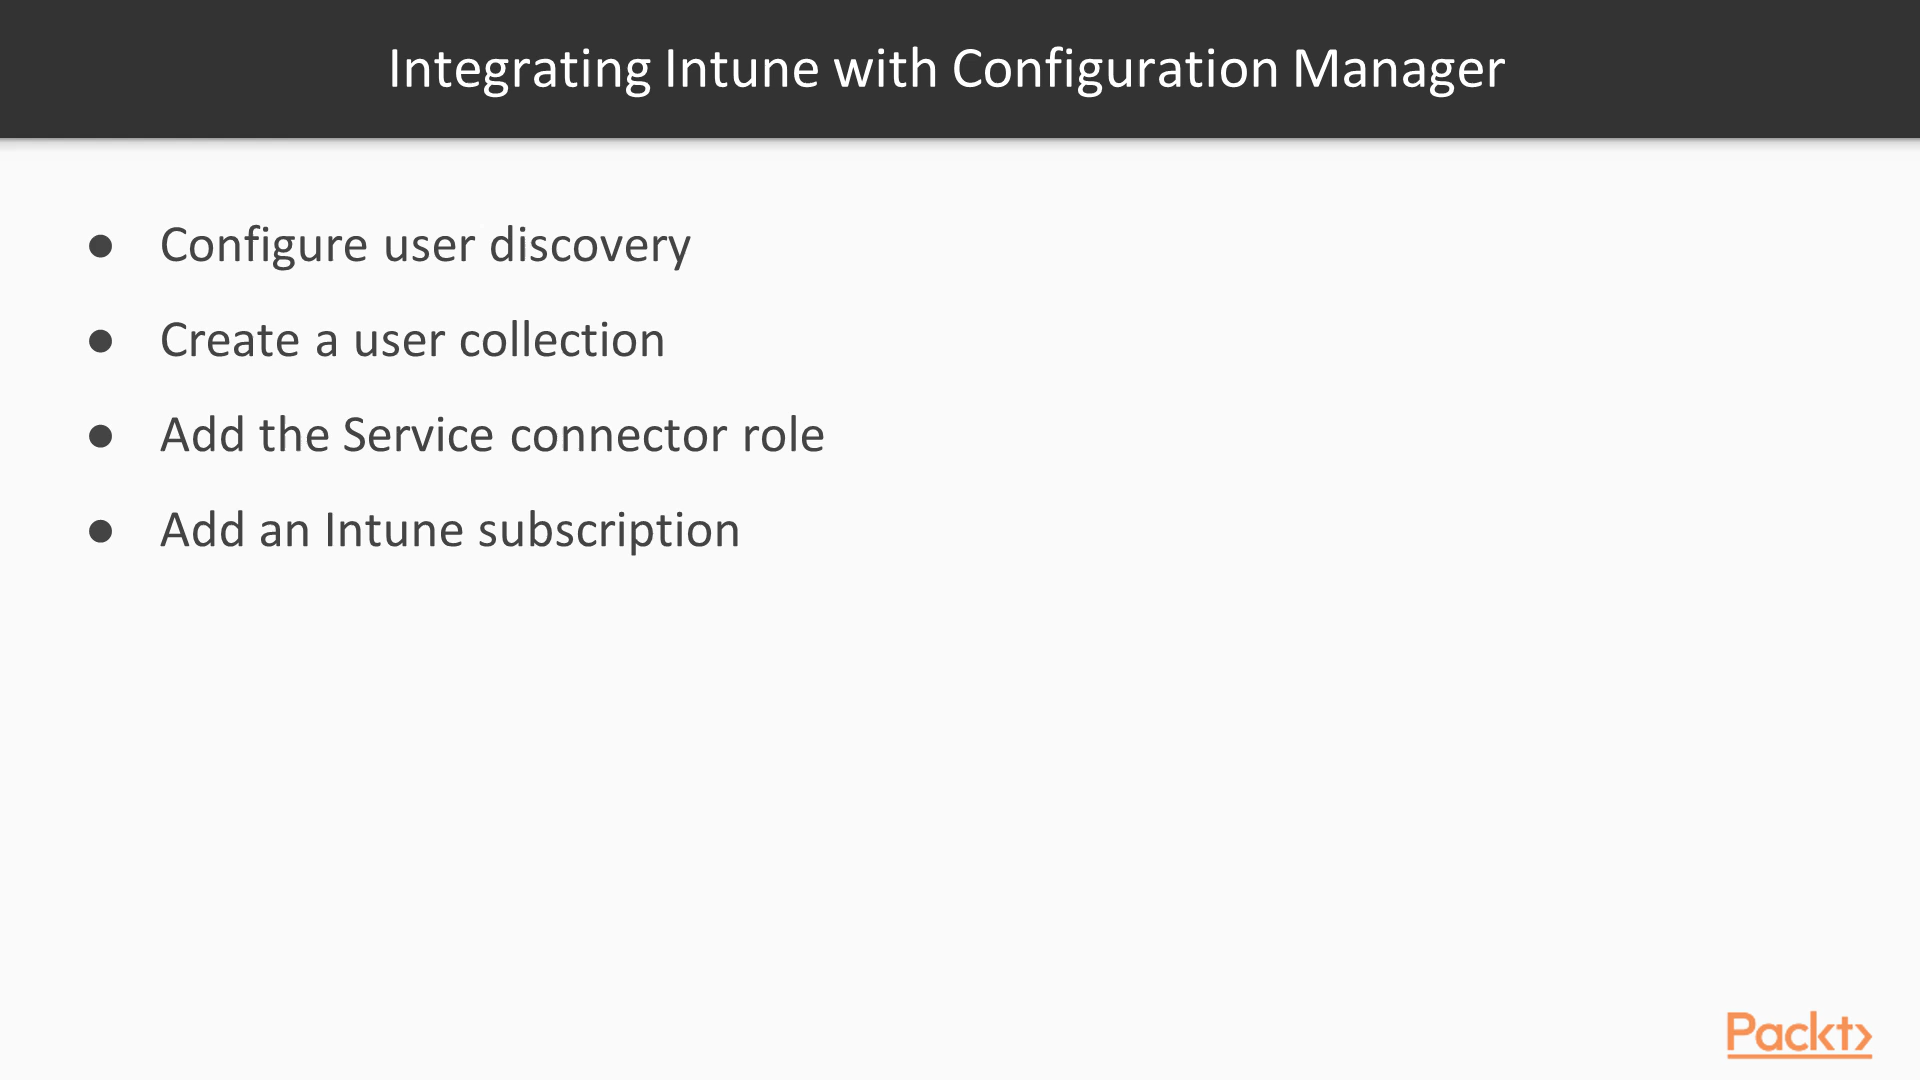 Integrating Intune with Configuration Manager
● Configure user discovery
● Create a user collection
● Add the Service connector role
● Add an Intune subscription
Packt>